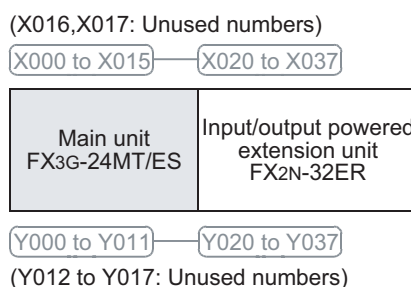 (X016,X017: Unused numbers)
X000 to X015 X020 to X037
Main unit
FX3G-24MT/ES
Input/output powered
extension unit
FX2N-32ER
Y000 to Y011 Y020 to Y037
(Y012 to Y017: Unused numbers)